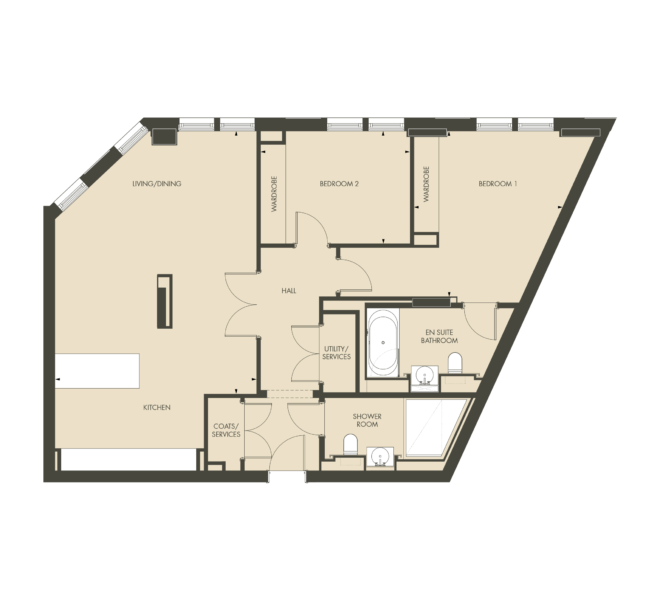 LIVING/DINING
WARDROBE
BEDROOM 2
WARDROBE
BEDROOM 1
HALL
EN SUITE
BATHROOM
UTILITY/
SERVICES
KITCHEN
COATS/
SERVICES
SHOWER
ROOM